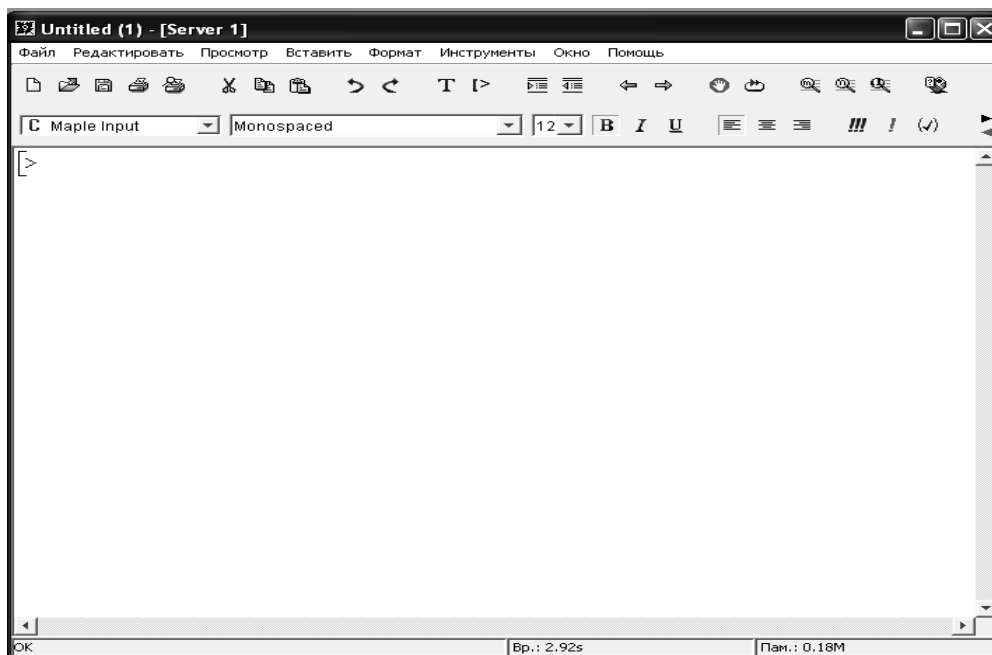 Untitled (1) - [Server 1]
Файл Редактировать Просмотр Вставить Формат Инструменты Окно Помощь
T [>
C Maple Input Monospaced 12 B I U !!! ! (✓)
[>
OK Вр.: 2.92s Пам.: 0.18M